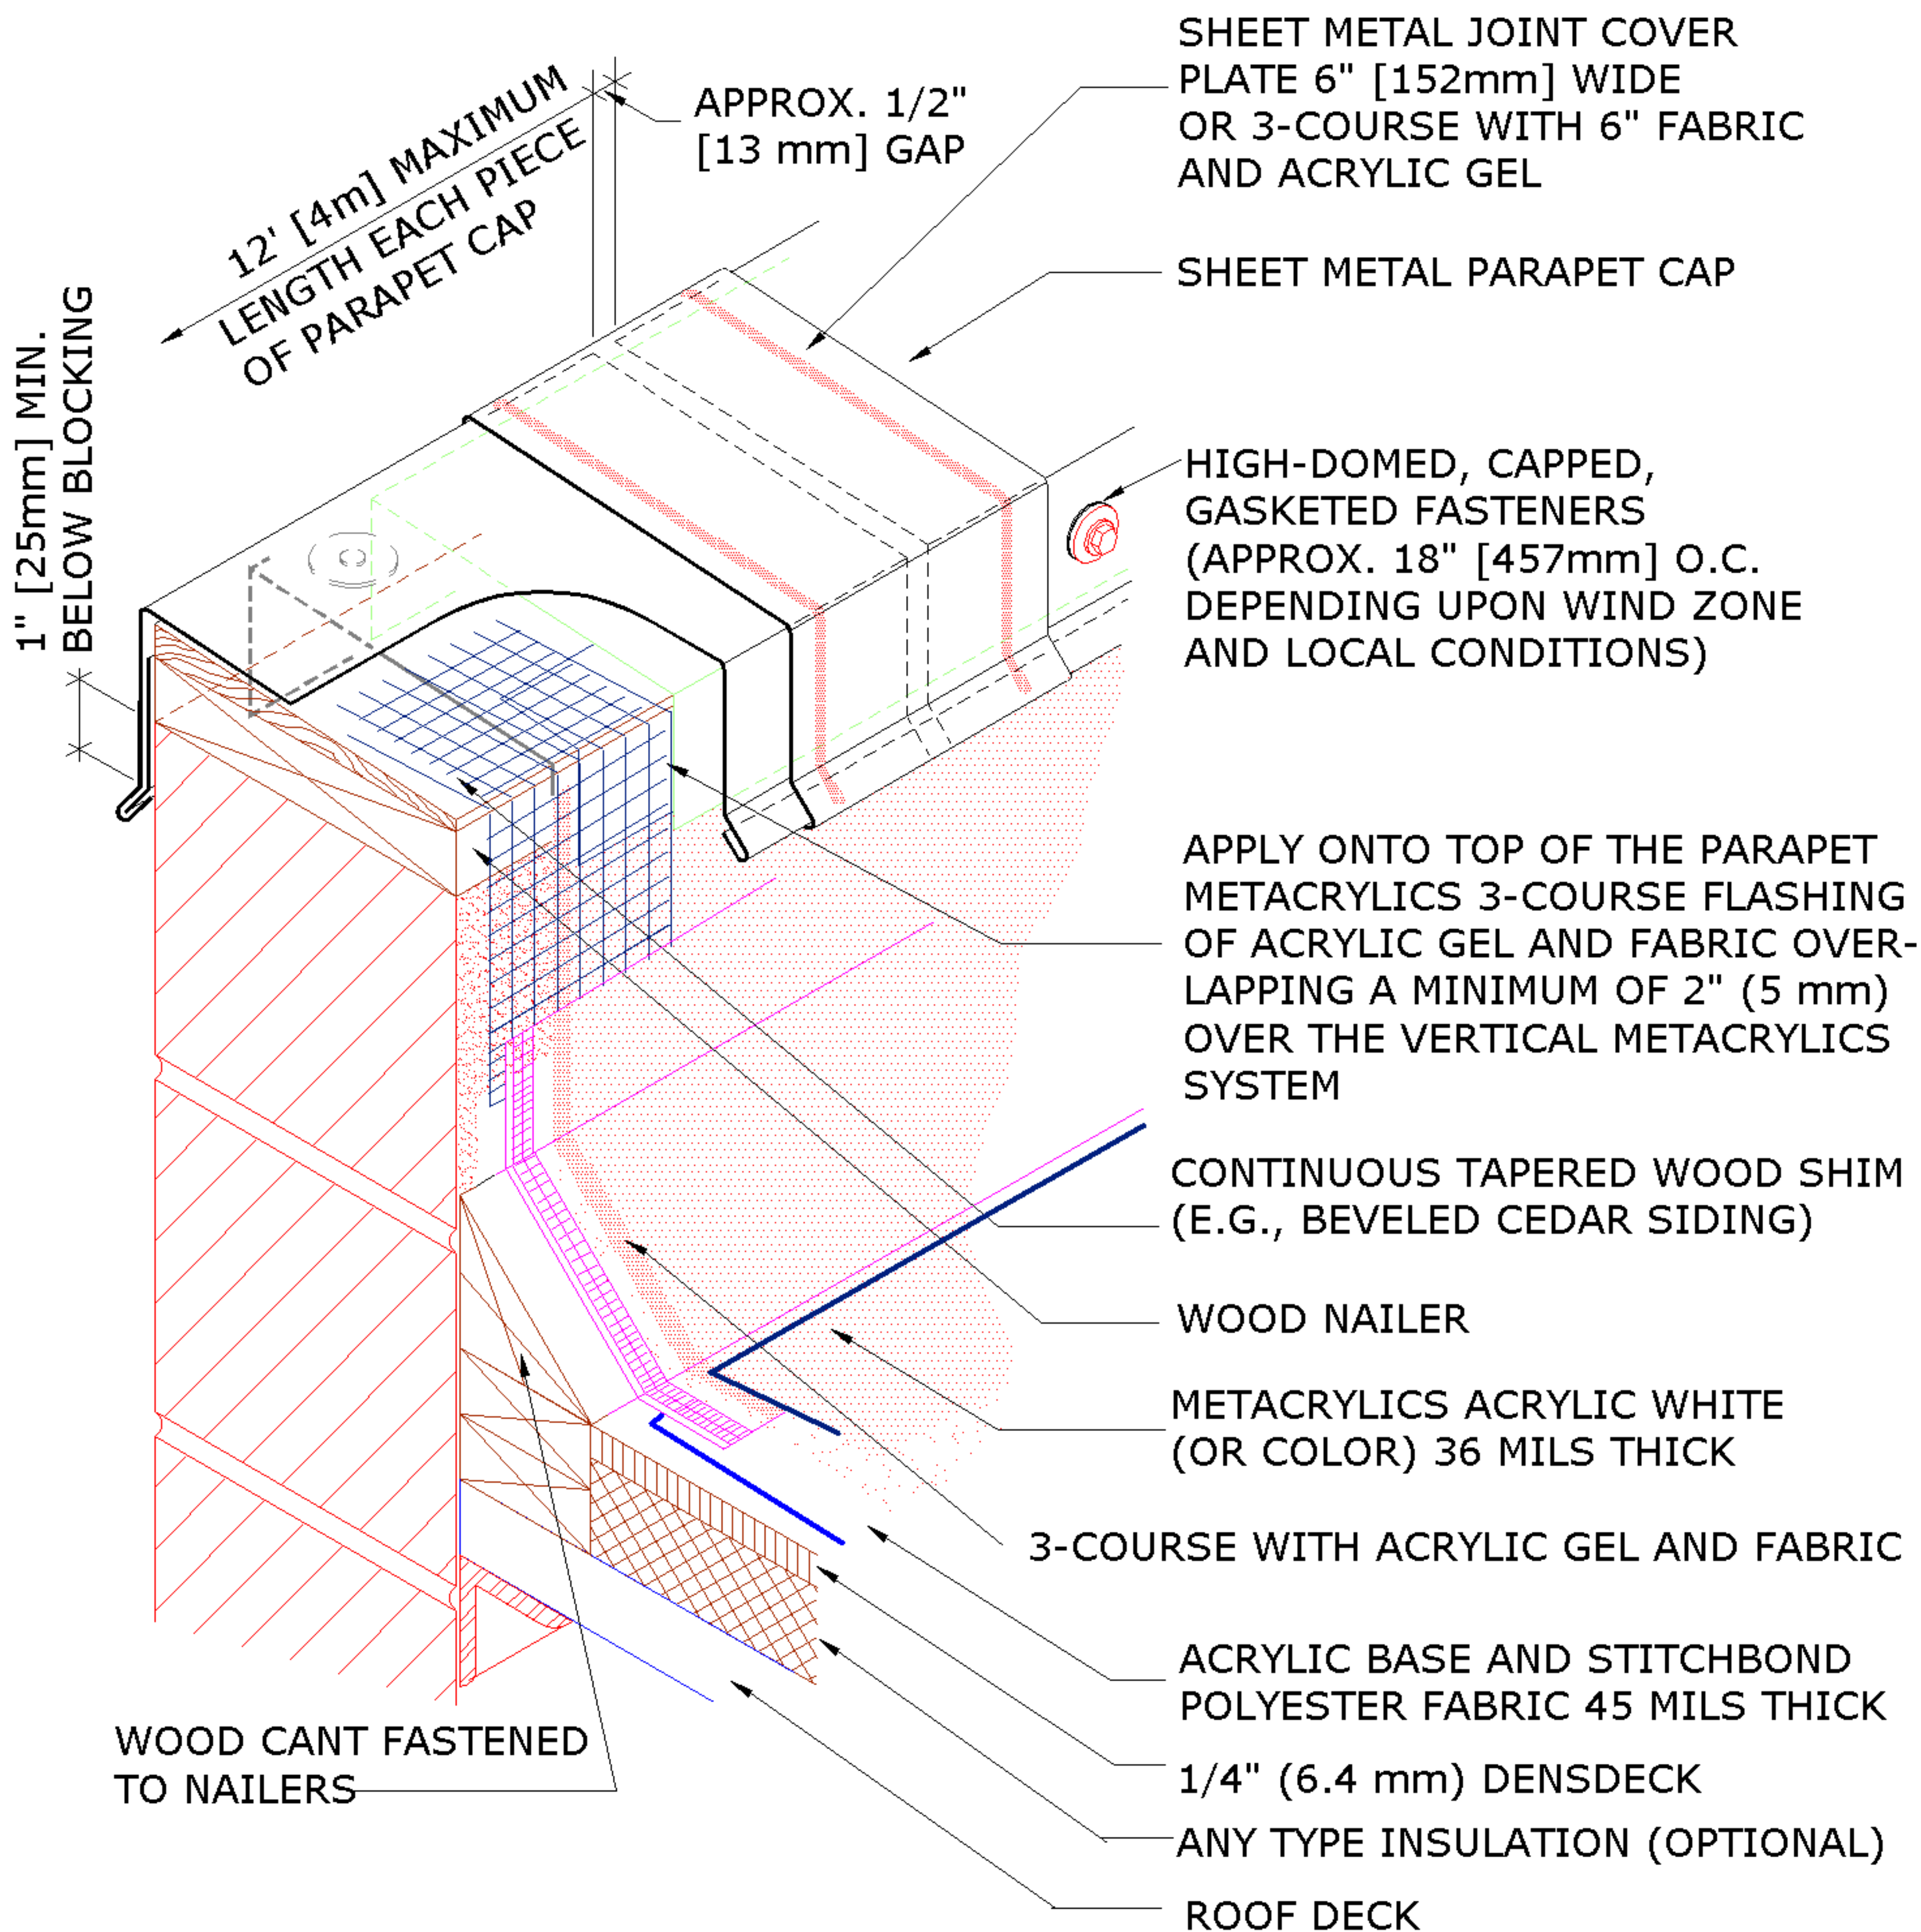 SHEET METAL JOINT COVER
PLATE 6" [152mm] WIDE
OR 3-COURSE WITH 6" FABRIC
AND ACRYLIC GEL
APPROX. 1/2"
[13 mm] GAP
12' [4m] MAXIMUM
LENGTH EACH PIECE
OF PARAPET CAP
SHEET METAL PARAPET CAP
1" [25mm] MIN.
BELOW BLOCKING
HIGH-DOMED, CAPPED,
GASKETED FASTENERS
(APPROX. 18" [457mm] O.C.
DEPENDING UPON WIND ZONE
AND LOCAL CONDITIONS)
APPLY ONTO TOP OF THE PARAPET
METACRYLICS 3-COURSE FLASHING
OF ACRYLIC GEL AND FABRIC OVER-
LAPPING A MINIMUM OF 2" (5 mm)
OVER THE VERTICAL METACRYLICS
SYSTEM
CONTINUOUS TAPERED WOOD SHIM
(E.G., BEVELED CEDAR SIDING)
WOOD NAILER
METACRYLICS ACRYLIC WHITE
(OR COLOR) 36 MILS THICK
3-COURSE WITH ACRYLIC GEL AND FABRIC
ACRYLIC BASE AND STITCHBOND
POLYESTER FABRIC 45 MILS THICK
WOOD CANT FASTENED
TO NAILERS
1/4" (6.4 mm) DENSDECK
ANY TYPE INSULATION (OPTIONAL)
ROOF DECK